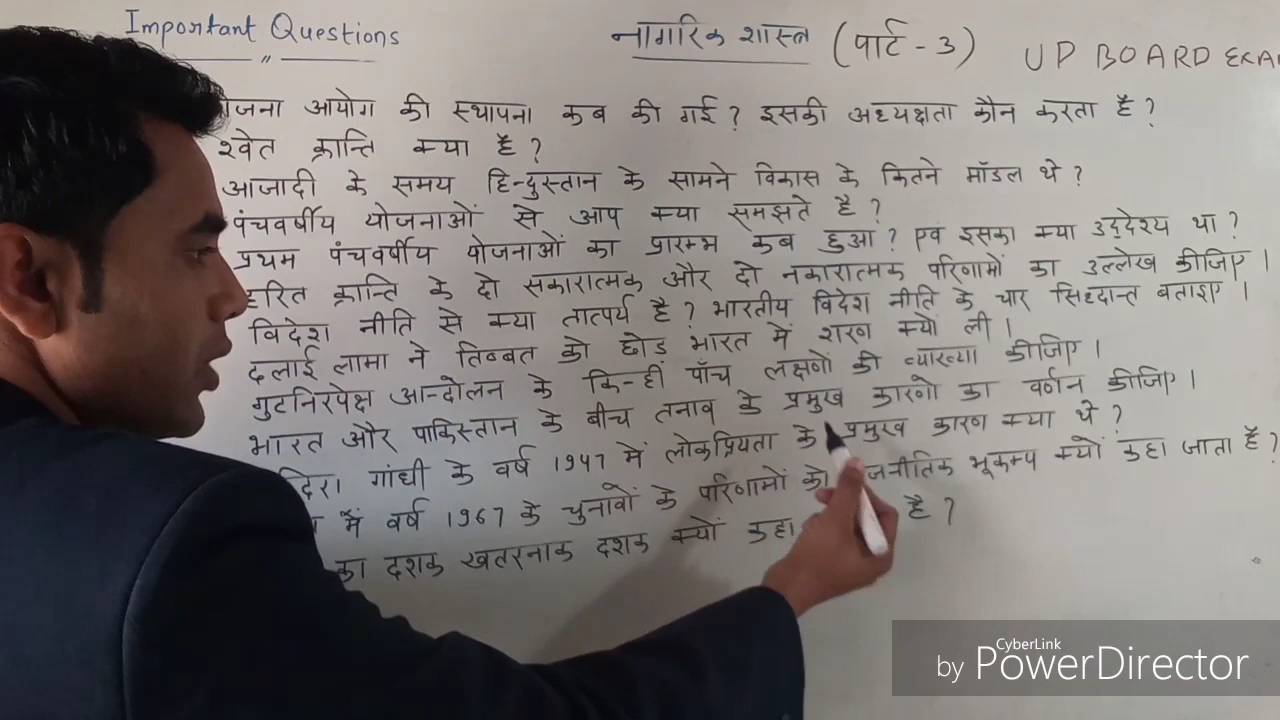 Important Questions
नागरिक शास्त्र (पार्ट - 3)
UP BOARD EXA
योजना आयोग की स्थापना कब की गई? इसकी अध्यक्षता कौन करता है?
श्वेत क्रान्ति क्या है?
आजादी के समय हिन्दुस्तान के सामने विकास के कितने मॉडल थे?
पंचवर्षीय योजनाओं से आप क्या समझते है?
प्रथम पंचवर्षीय योजनाओं का प्रारम्भ कब हुआ? एवं इसका क्या उद्देश्य था?
हरित क्रान्ति के दो सकारात्मक और दो नकारात्मक परिणामों का उल्लेख कीजिए।
विदेश नीति से क्या तात्पर्य है? भारतीय विदेश नीति के चार सिद्दान्त बताइए।
दलाई लामा ने तिब्बत को छोड़ भारत में शरण क्यों ली।
गुटनिरपेक्ष आन्दोलन के किन्हीं पाँच लक्षणों की व्याख्या कीजिए।
भारत और पाकिस्तान के बीच तनाव के प्रमुख कारणो का वर्णन कीजिए।
दिरा गांधी के वर्ष 1947 में लोकप्रियता के प्रमुख कारण क्या थे?
में वर्ष 1967 के चुनावों के परिणामों को जनीतिक भूकम्प क्यों कहा जाता है?
का दशक खतरनाक दशक क्यों कहा है?
by CyberLink PowerDirector